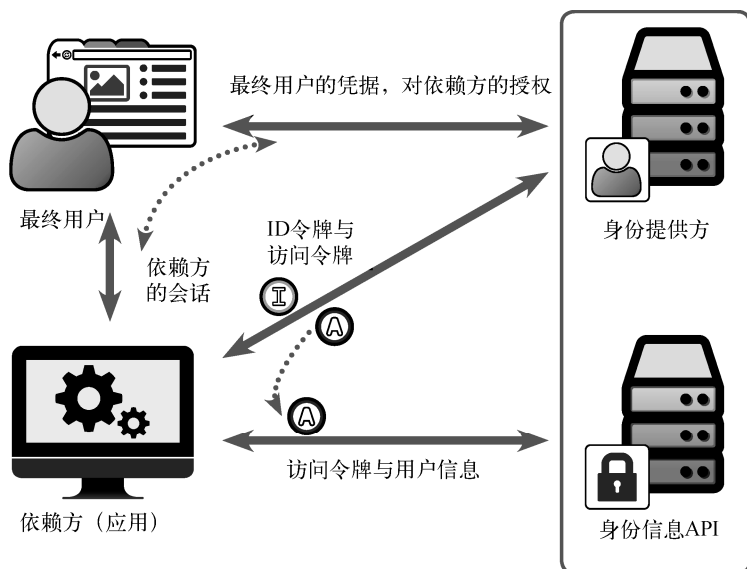 最终用户的凭据，对依赖方的授权
最终用户
身份提供方
ID令牌与
访问令牌
依赖方
的会话
I
A
A
访问令牌与用户信息
依赖方（应用）
身份信息API